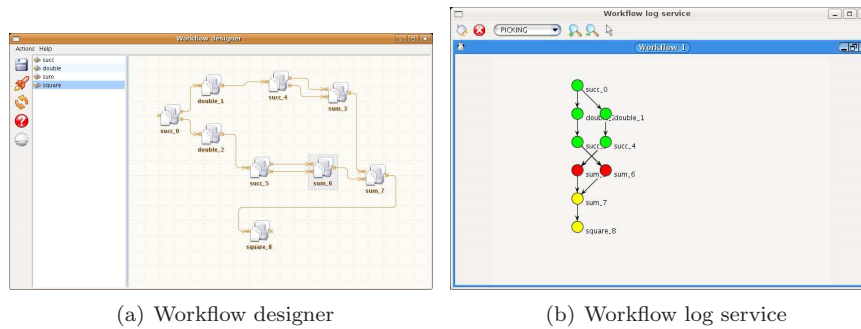 Workflow designer
Actions Help
succ
double
sum
square
double_1
succ_4
sum_3
succ_0
double_2
succ_5
sum_6
sum_7
square_8
(a) Workflow designer
Workflow log service
PICKING
Workflow_1
succ_0
double_1
succ_4
sum_6
sum_7
square_8
(b) Workflow log service